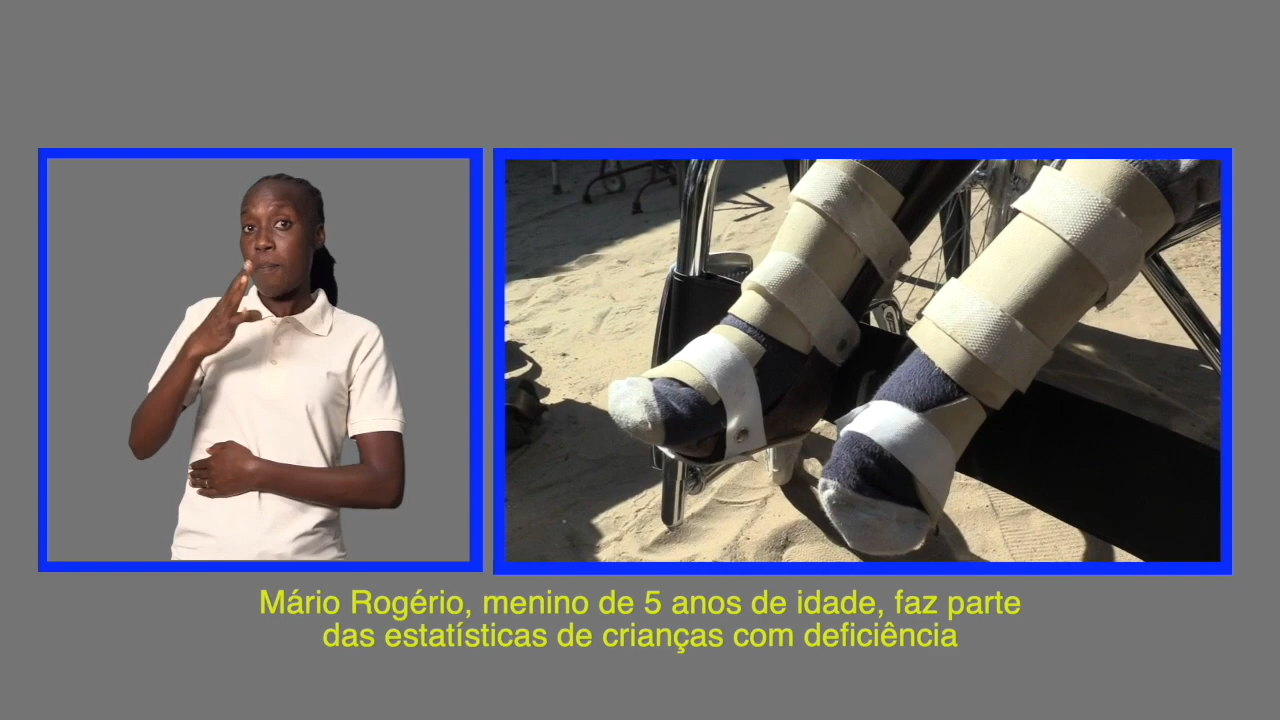 Mário Rogério, menino de 5 anos de idade, faz parte
das estatísticas de crianças com deficiência